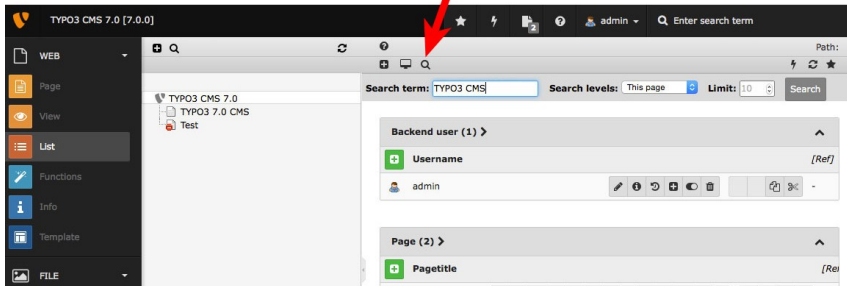 TYPO3 CMS 7.0 [7.0.0]
2
admin
Enter search term
WEB
Page
View
List
Functions
Info
Template
FILE
TYPO3 CMS 7.0
TYPO3 7.0 CMS
Test
Path:
Search term: TYPO3 CMS Search levels: This page Limit: 10 Search
Backend user (1)
Username [Ref]
admin -
Page (2)
Pagetitle [Re